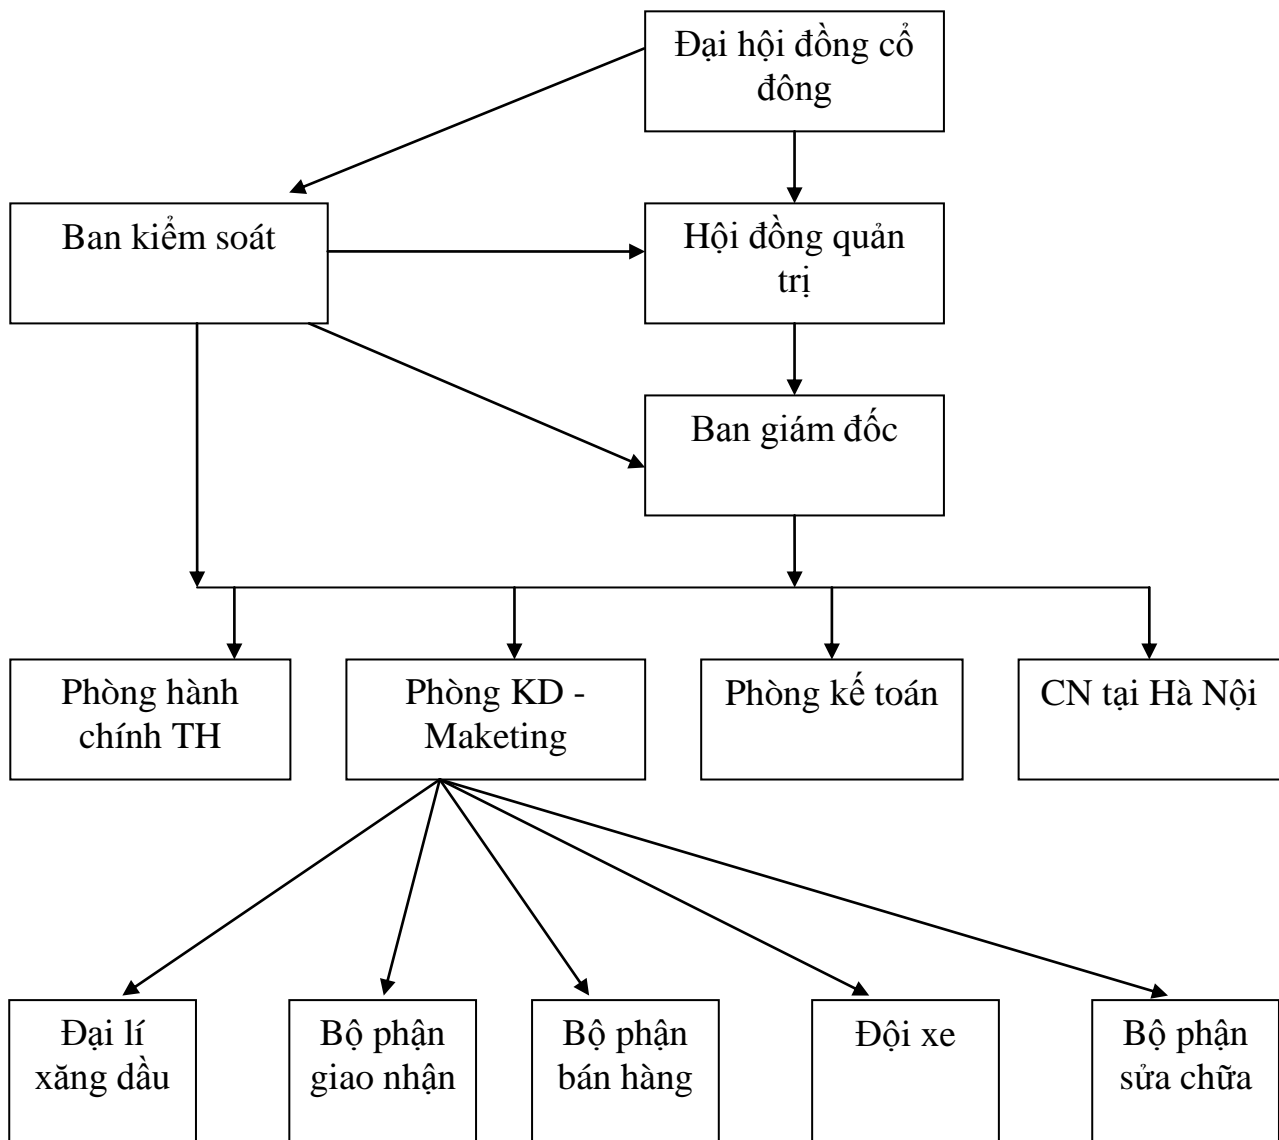 Đại hội đồng cổ
đông
Ban kiểm soát
Hội đồng quản
trị
Ban giám đốc
Phòng hành
chính TH
Phòng KD -
Maketing
Phòng kế toán
CN tại Hà Nội
Đại lí
xăng dầu
Bộ phận
giao nhận
Bộ phận
bán hàng
Đội xe
Bộ phận
sửa chữa